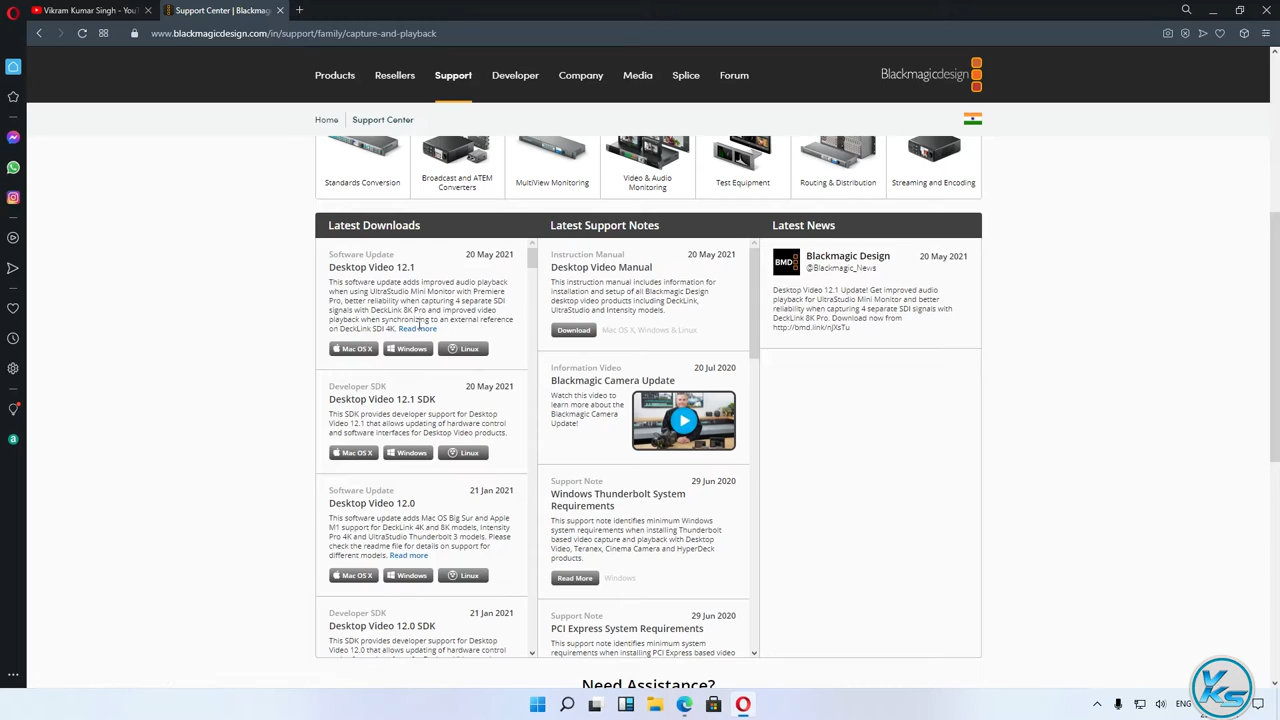 Vikram Kumar Singh - You
Support Center | Blackmag
www.blackmagicdesign.com/in/support/family/capture-and-playback
Products
Resellers
Support
Developer
Company
Media
Splice
Forum
Blackmagicdesign
Home
Support Center
Standards Conversion
Broadcast and ATEM
Converters
MultiView Monitoring
Video & Audio
Monitoring
Test Equipment
Routing & Distribution
Streaming and Encoding
Latest Downloads
Software Update 20 May 2021
Desktop Video 12.1
This software update adds improved audio playback
when using UltraStudio Mini Monitor with Premiere
Pro, better reliability when capturing 4 separate SDI
signals with DeckLink 8K Pro and improved video
playback when synchronizing to an external reference
on DeckLink SDI 4K. Read more
Mac OS X Windows Linux
Developer SDK 20 May 2021
Desktop Video 12.1 SDK
This SDK provides developer support for Desktop
Video 12.1 that allows updating of hardware control
and software interfaces for Desktop Video products.
Mac OS X Windows Linux
Software Update 21 Jan 2021
Desktop Video 12.0
This software update adds Mac OS Big Sur and Apple
M1 support for DeckLink 4K and 8K models, Intensity
Pro 4K and UltraStudio Thunderbolt 3 models. Please
check the readme file for details on support for
different models. Read more
Mac OS X Windows Linux
Developer SDK 21 Jan 2021
Desktop Video 12.0 SDK
This SDK provides developer support for Desktop
Video 12.0 that allows updating of hardware control
Latest Support Notes
Instruction Manual 20 May 2021
Desktop Video Manual
This instruction manual includes information for
installation and setup of all Blackmagic Design
desktop video products including DeckLink,
UltraStudio and Intensity models.
Download Mac OS X, Windows & Linux
Information Video 20 Jul 2020
Blackmagic Camera Update
Watch this video to
learn more about the
Blackmagic Camera
Update!
Support Note 29 Jun 2020
Windows Thunderbolt System
Requirements
This support note identifies minimum Windows
system requirements when installing Thunderbolt
based video capture and playback with Desktop
Video, Teranex, Cinema Camera and HyperDeck
products.
Read More Windows
Support Note 29 Jun 2020
PCI Express System Requirements
This support note identifies minimum system
requirements when installing PCI Express based video
Latest News
BMD
Blackmagic Design 20 May 2021
@Blackmagic_News
Desktop Video 12.1 Update! Get improved audio
playback for UltraStudio Mini Monitor and better
reliability when capturing 4 separate SDI signals with
DeckLink 8K Pro. Download now from
http://bmd.link/nJXsTu
Need Assistance?
ENG
VKS